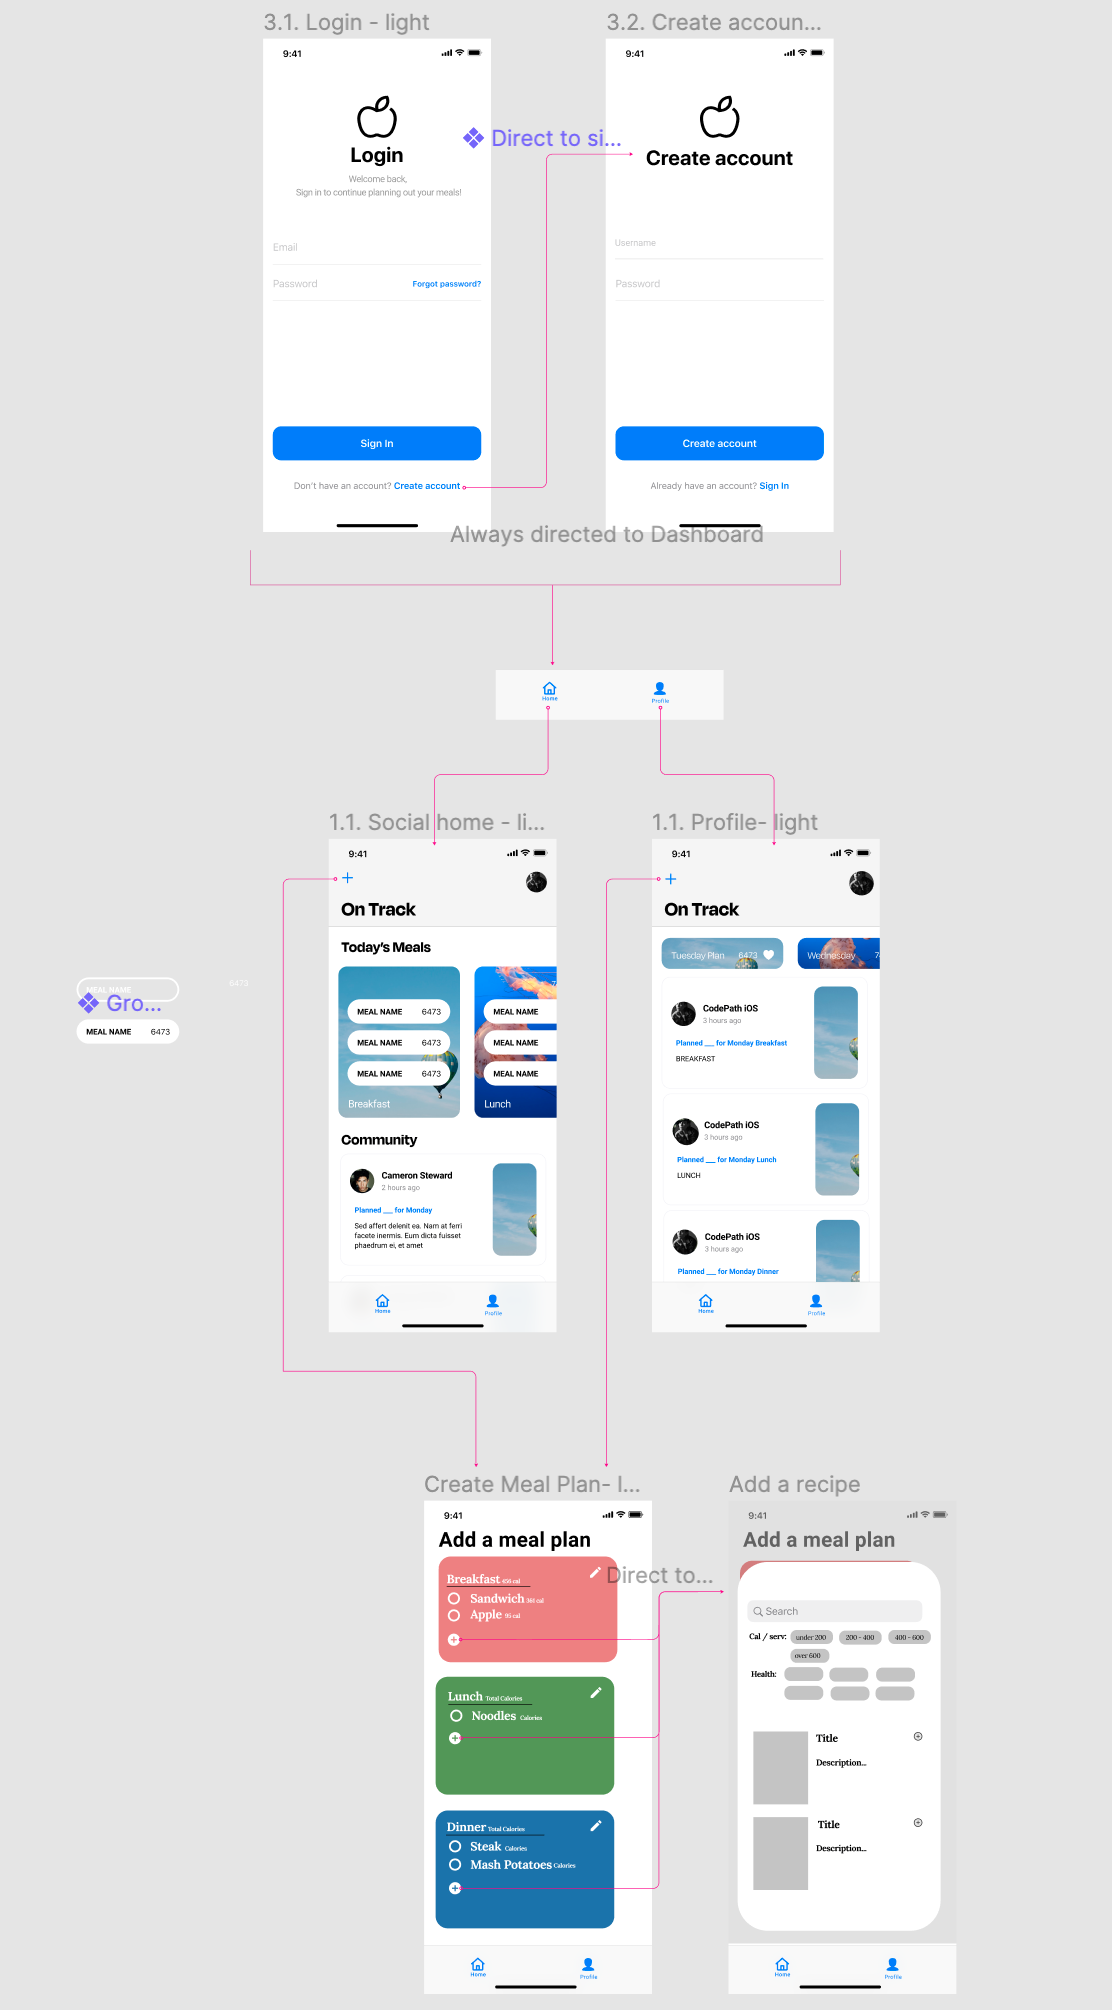 3.1. Login - light
9:41
Login
Welcome back,
Sign in to continue planning out your meals!
Email
Password
Forgot password?
Sign In
Don't have an account? Create account
Direct to si...
3.2. Create accoun...
9:41
Create account
Username
Password
Create account
Already have an account? Sign In
Always directed to Dashboard
Home
Profile
MEAL NAME
6473
Gro...
MEAL NAME
6473
1.1. Social home - li...
9:41
On Track
Today's Meals
MEAL NAME 6473
MEAL NAME 6473
MEAL NAME 6473
Breakfast
MEAL NAME
MEAL NAME
MEAL NAME
Lunch
Community
Cameron Steward
2 hours ago
Planned ___ for Monday
Sed affert delenit ea. Nam at ferri
facete inermis. Eum dicta fuisset
phaedrum ei, et amet
Home
Profile
1.1. Profile- light
9:41
On Track
Tuesday Plan 6473
Wednesday
CodePath iOS
3 hours ago
Planned ___ for Monday Breakfast
BREAKFAST
CodePath iOS
3 hours ago
Planned ___ for Monday Lunch
LUNCH
CodePath iOS
3 hours ago
Planned ___ for Monday Dinner
Home
Profile
Create Meal Plan- l...
9:41
Add a meal plan
Breakfast 456 cal
Sandwich 361 cal
Apple 95 cal
Lunch Total Calories
Noodles Calories
Dinner Total Calories
Steak Calories
Mash Potatoes Calories
Home
Profile
Direct to...
Add a recipe
9:41
Add a meal plan
Search
Cal / serv: under 200 200 - 400 400 - 600
over 600
Health:
Title
Description...
Title
Description...
Home
Profile